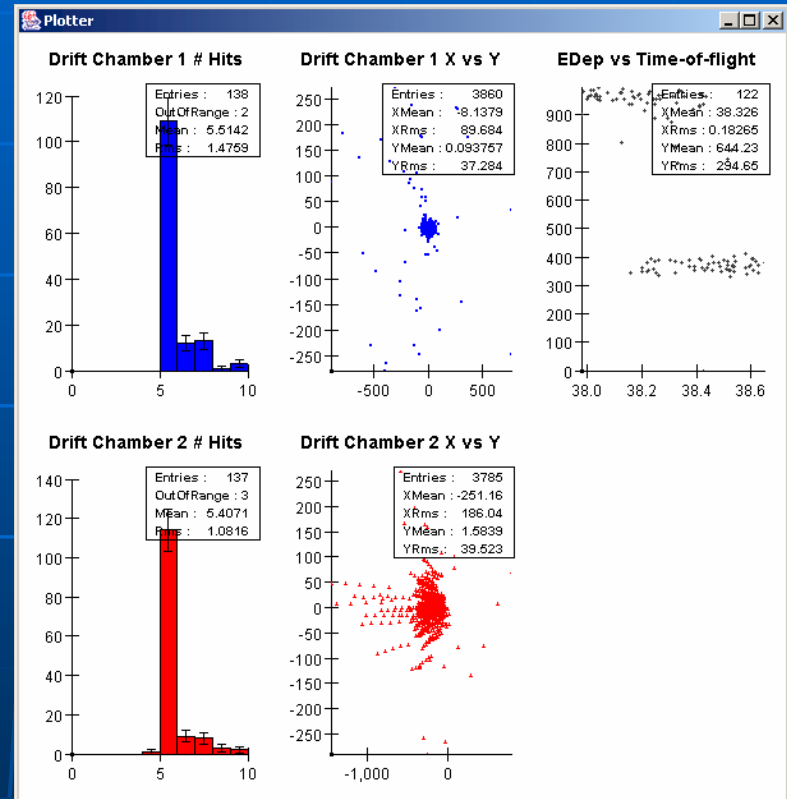 Plotter
Drift Chamber 1 # Hits
Entries : 138
OutOfRange : 2
Mean : 5.5142
Rms : 1.4759
120
100
80
60
40
20
0
0 5 10
Drift Chamber 1 X vs Y
Entries : 3860
XMean : -8.1379
XRms : 89.684
YMean : 0.093757
YRms : 37.284
250
200
150
100
50
0
-50
-100
-150
-200
-250
-500 0 500
EDep vs Time-of-flight
Entries : 122
XMean : 38.326
XRms : 0.18265
YMean : 644.23
YRms : 294.65
900
800
700
600
500
400
300
200
100
0
38.0 38.2 38.4 38.6
Drift Chamber 2 # Hits
Entries : 137
OutOfRange : 3
Mean : 5.4071
Rms : 1.0816
140
120
100
80
60
40
20
0
0 5 10
Drift Chamber 2 X vs Y
Entries : 3785
XMean : -251.16
XRms : 186.04
YMean : 1.5839
YRms : 39.523
250
200
150
100
50
0
-50
-100
-150
-200
-250
-1,000 0